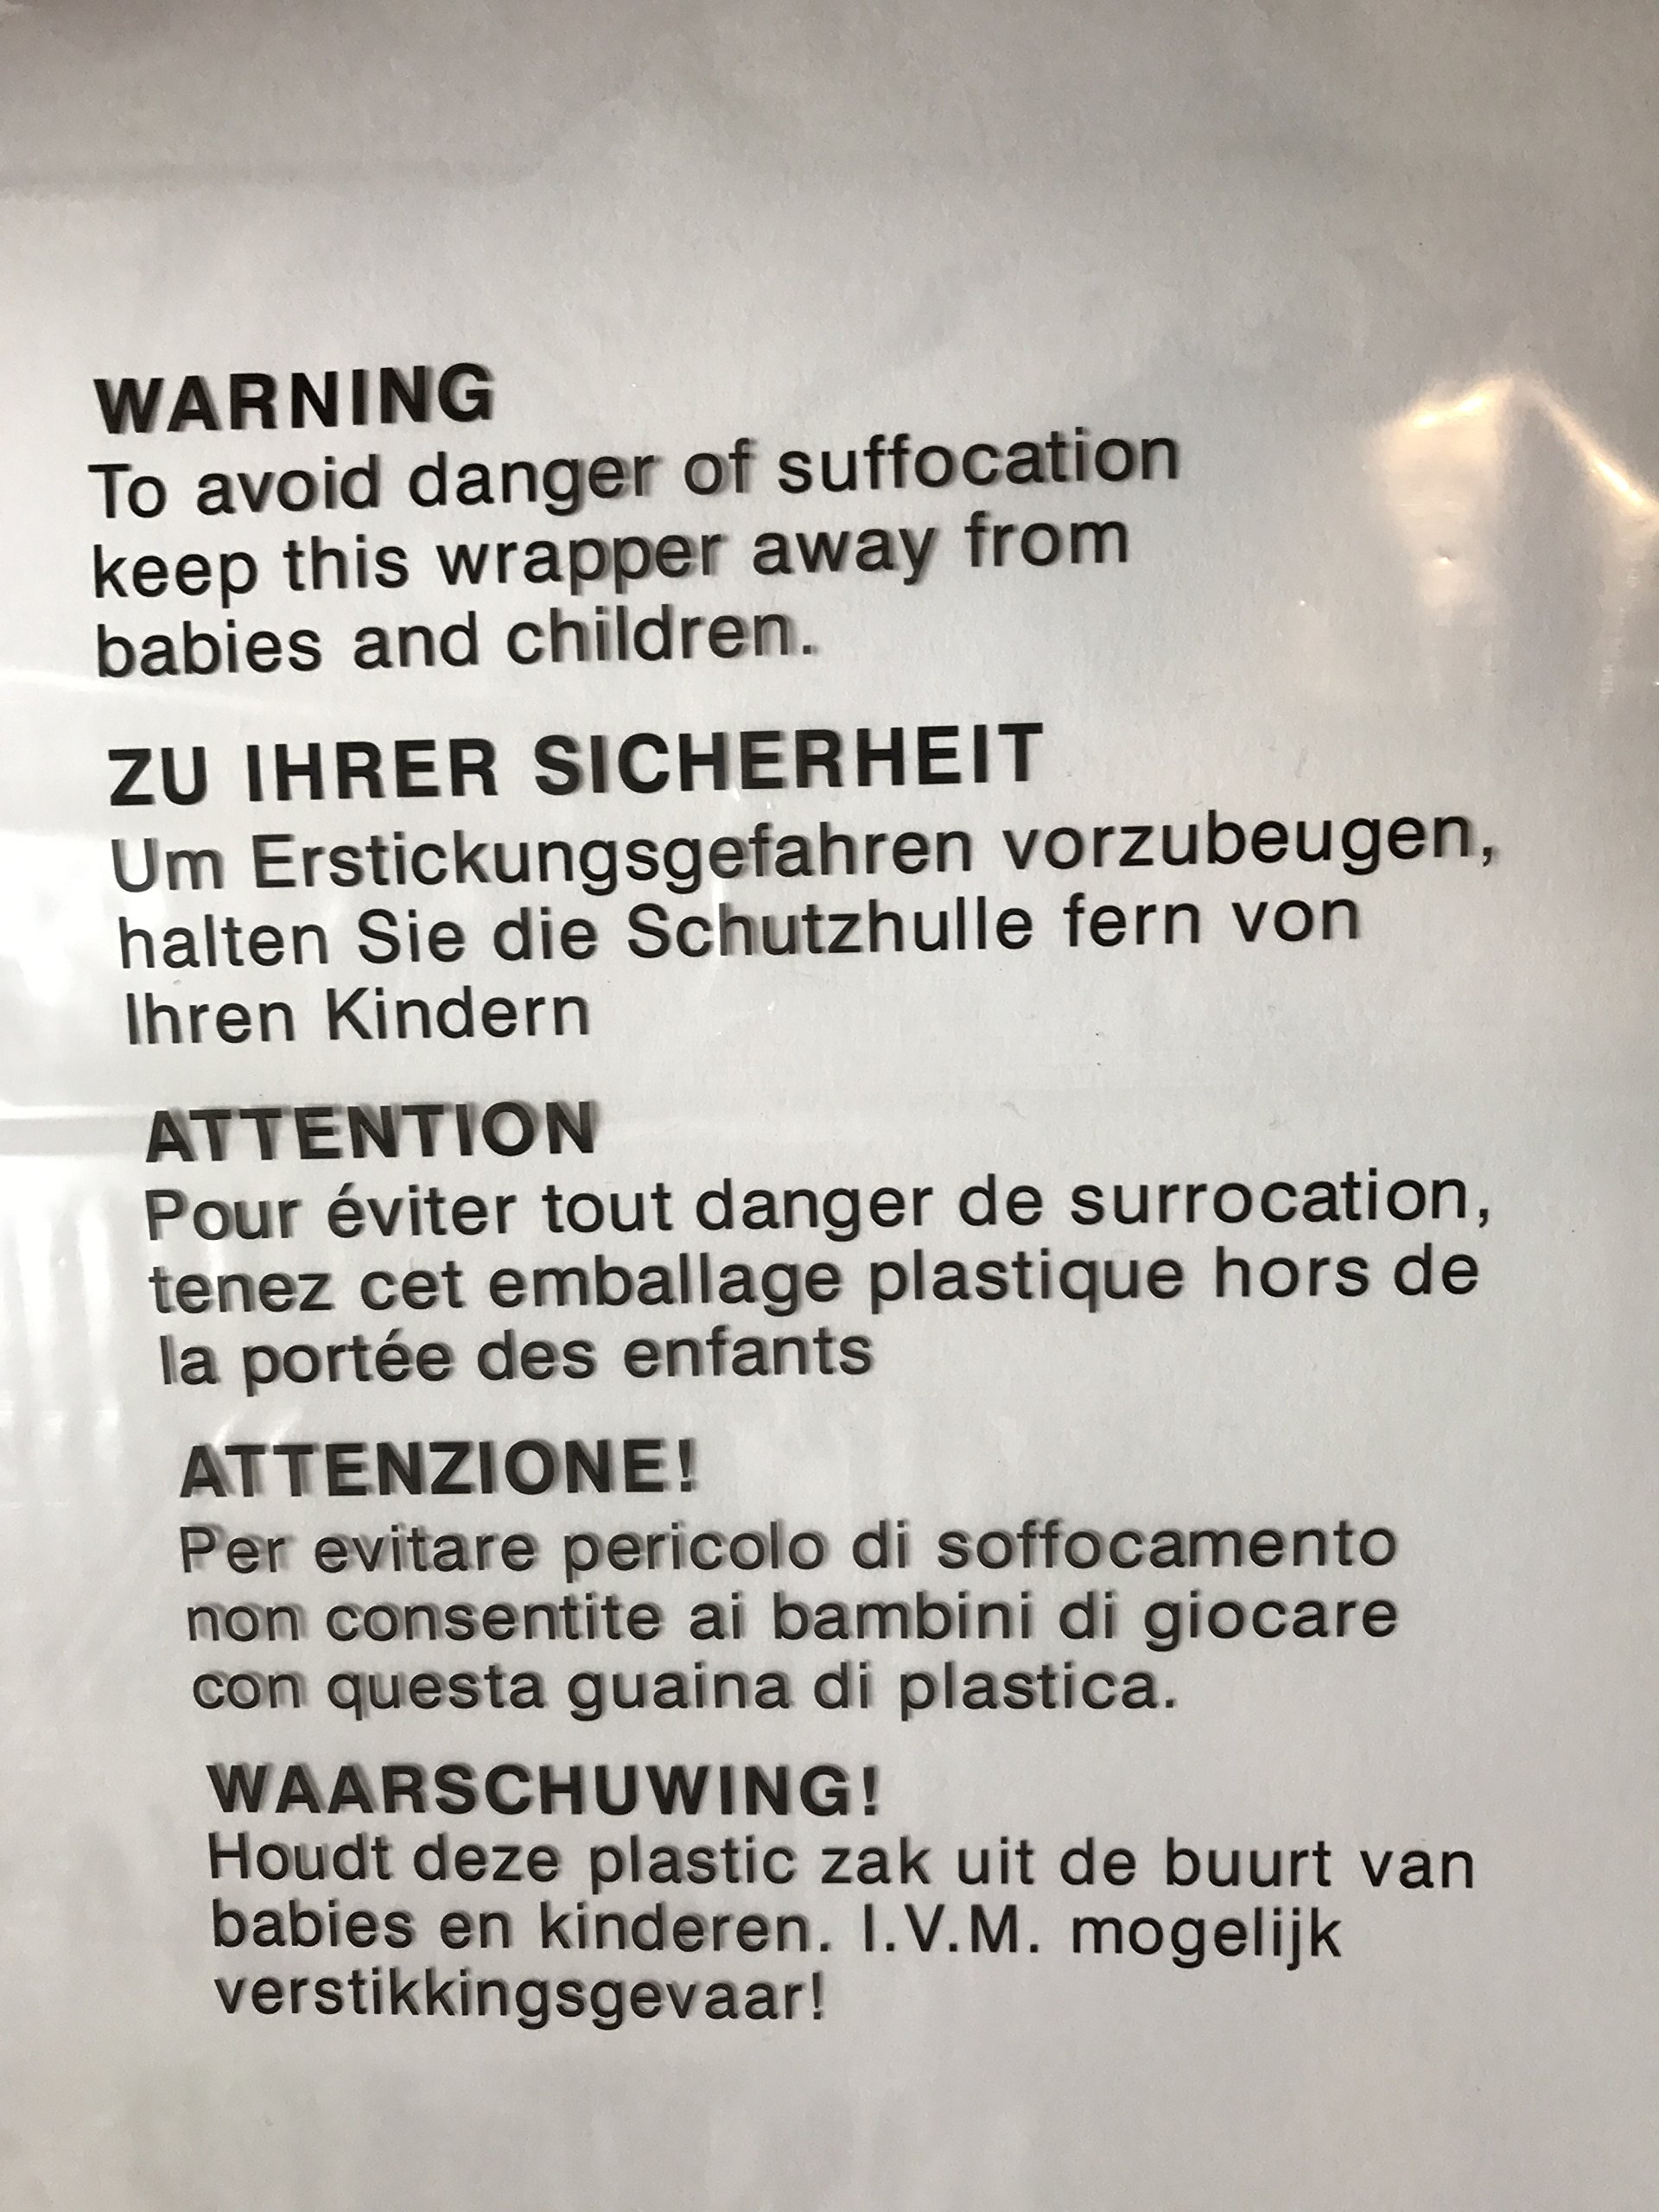 WARNING
To avoid danger of suffocation
keep this wrapper away from
babies and children.
ZU IHRER SICHERHEIT
Um Erstickungsgefahren vorzubeugen,
halten Sie die Schutzhulle fern von
Ihren Kindern
ATTENTION
Pour éviter tout danger de surrocation,
tenez cet emballage plastique hors de
la portée des enfants
ATTENZIONE!
Per evitare pericolo di soffocamento
non consentite ai bambini di giocare
con questa guaina di plastica.
WAARSCHUWING!
Houdt deze plastic zak uit de buurt van
babies en kinderen. I.V.M. mogelijk
verstikkingsgevaar!